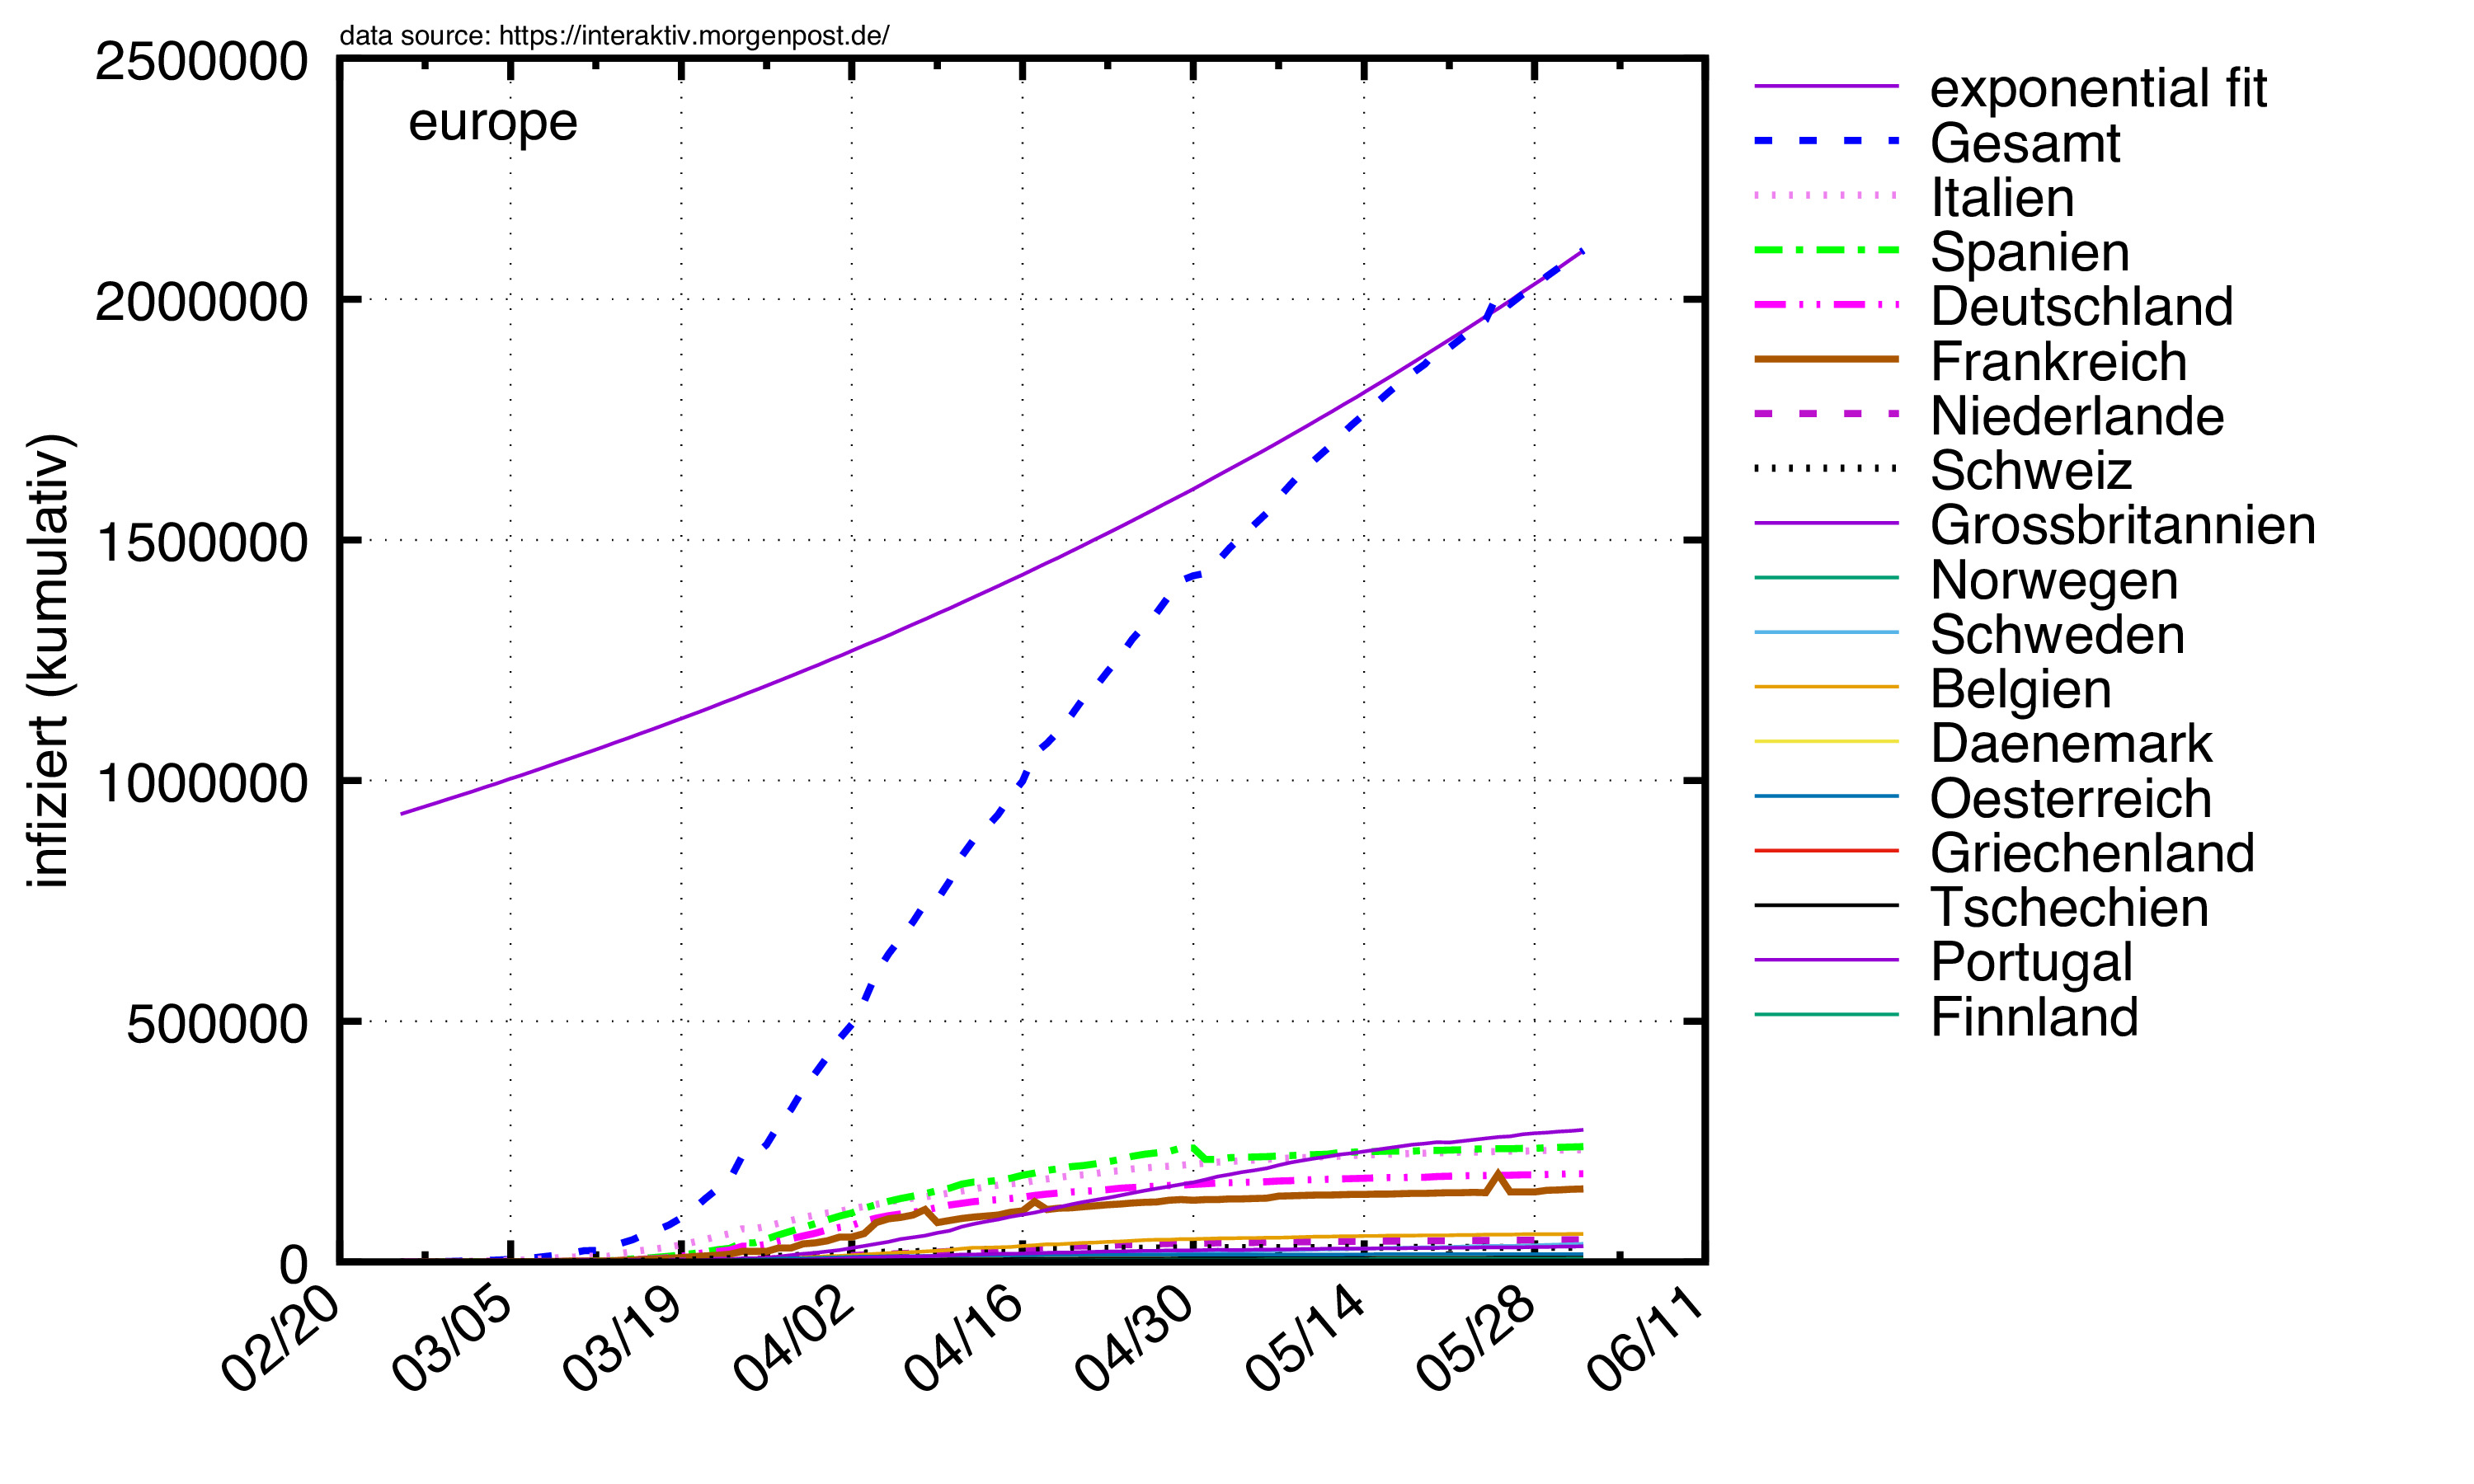 data source: https://interaktiv.morgenpost.de/
europe
infiziert (kumulativ)
2500000
2000000
1500000
1000000
500000
0
02/20
03/05
03/19
04/02
04/16
04/30
05/14
05/28
06/11
exponential fit
Gesamt
Italien
Spanien
Deutschland
Frankreich
Niederlande
Schweiz
Grossbritannien
Norwegen
Schweden
Belgien
Daenemark
Oesterreich
Griechenland
Tschechien
Portugal
Finnland